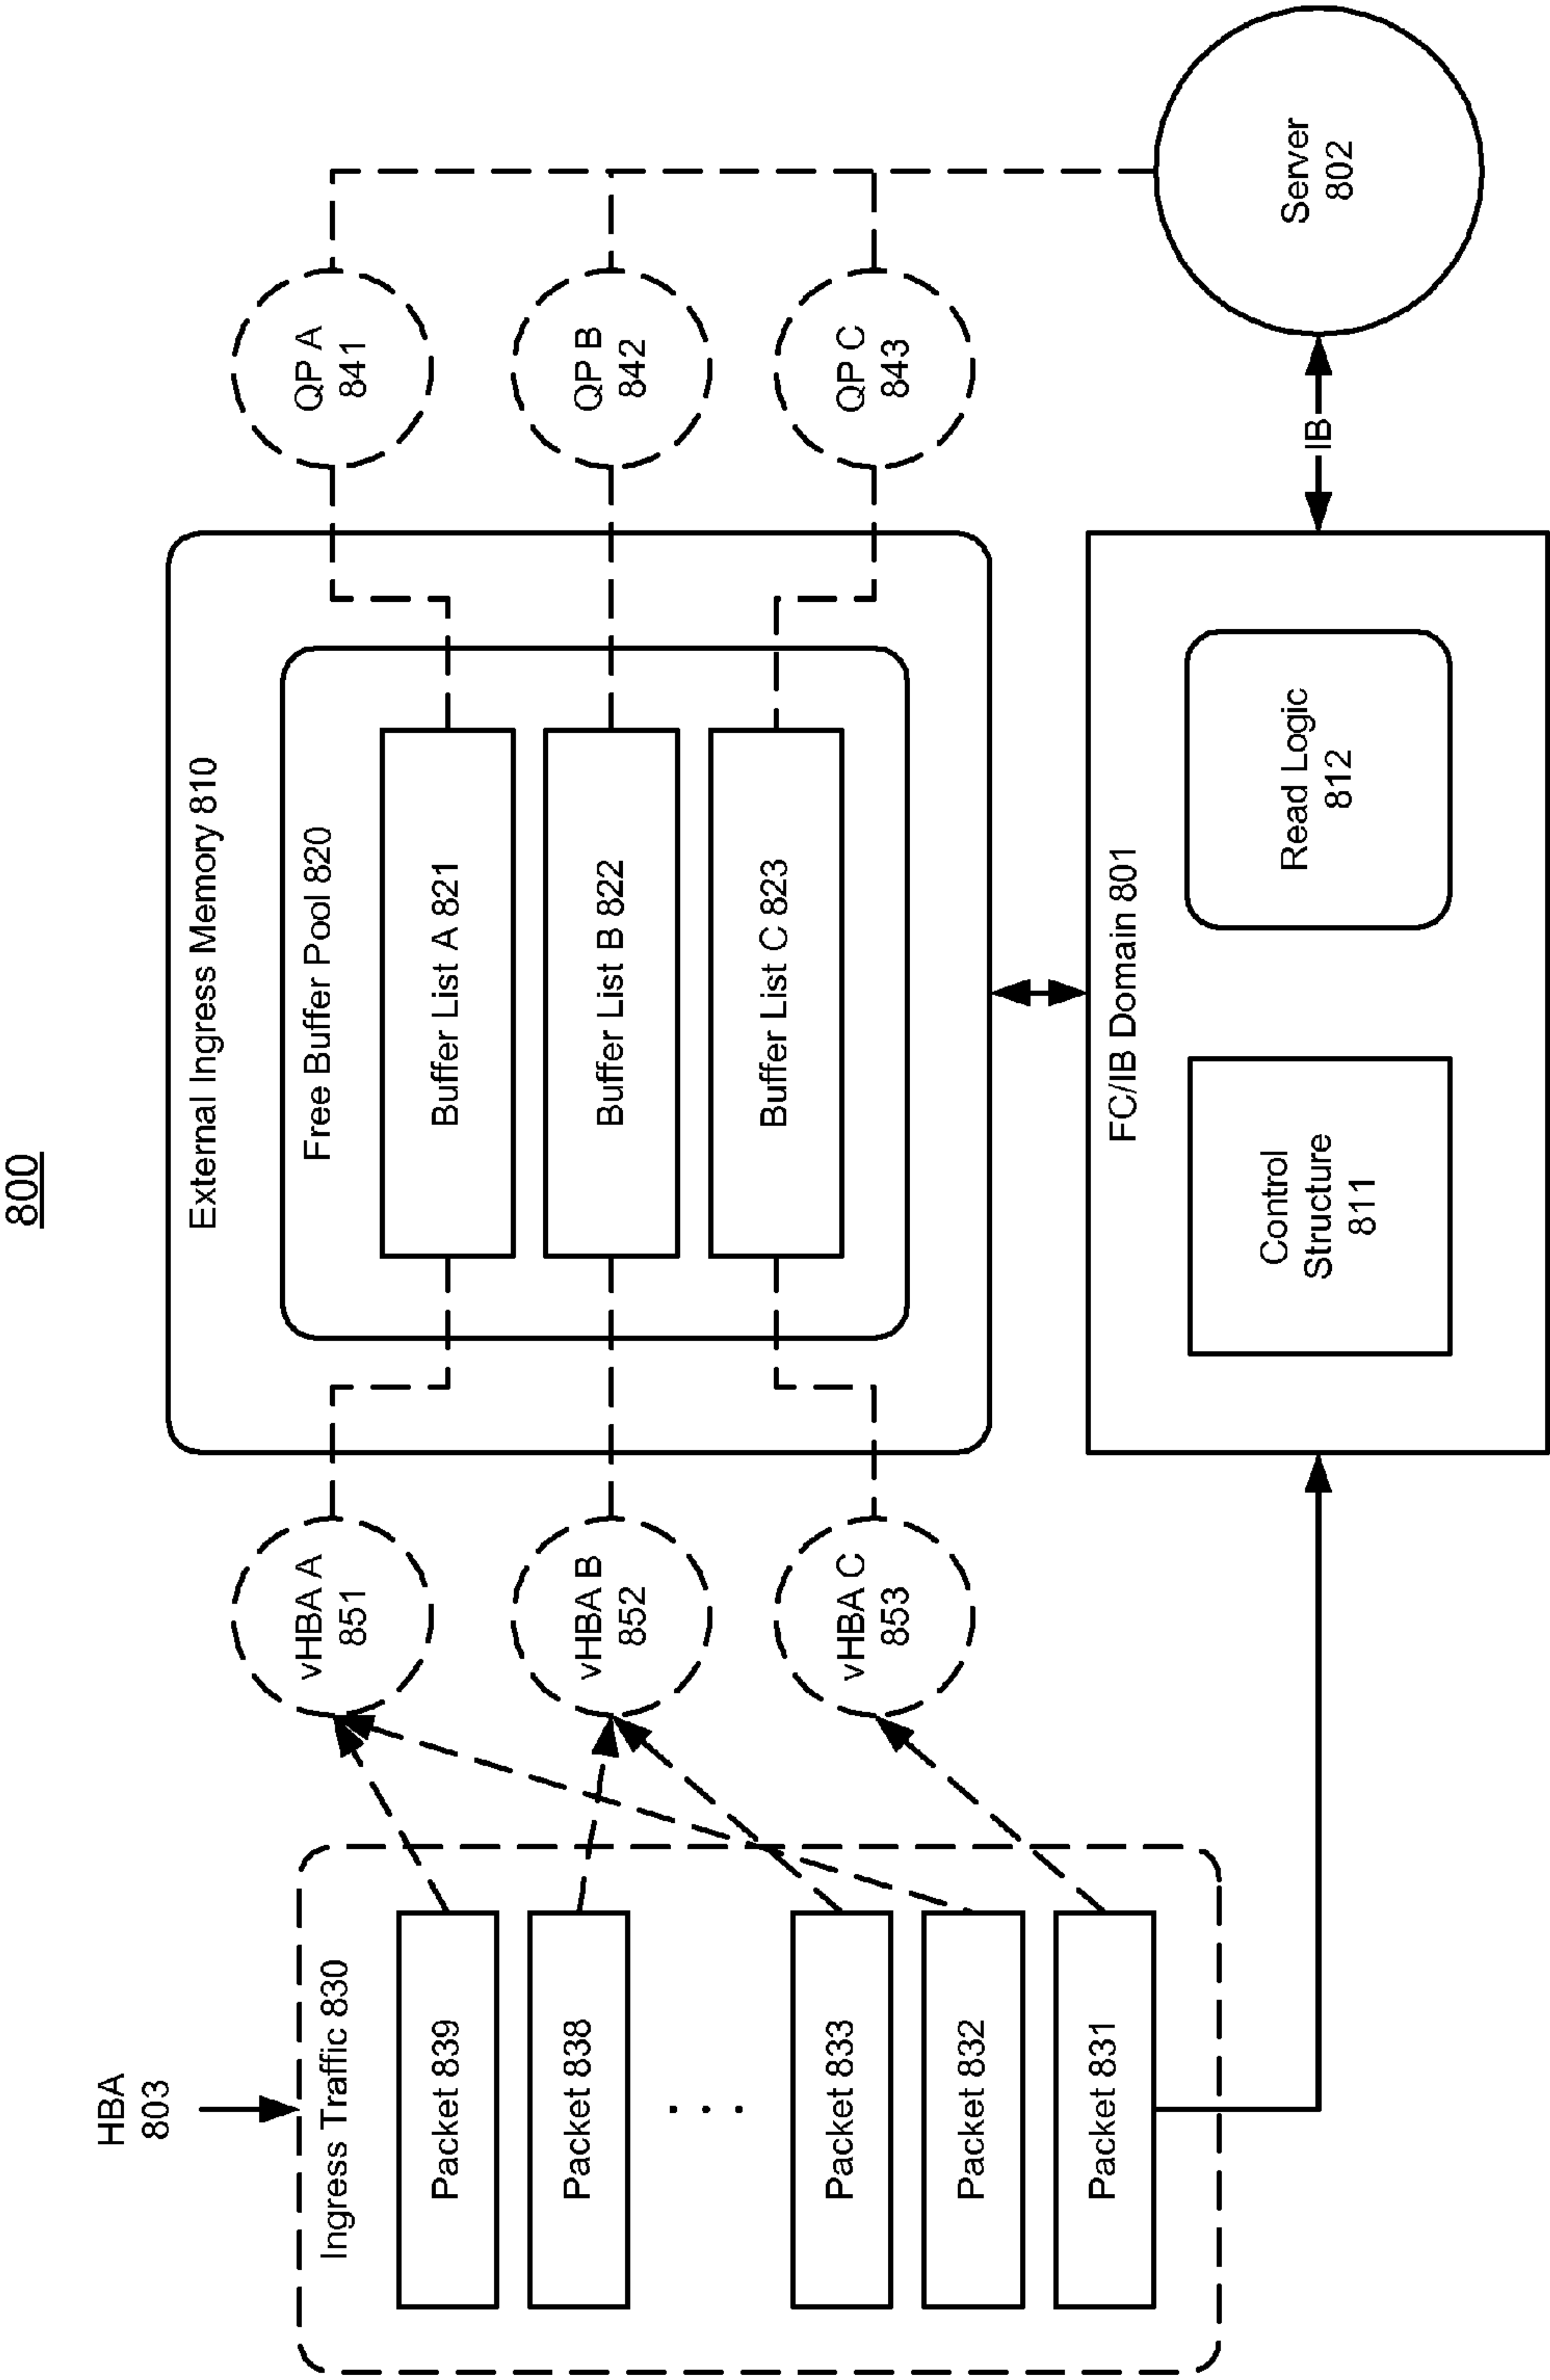 800
HBA
803
Ingress Traffic 830
Packet 839
Packet 838
. . .
Packet 833
Packet 832
Packet 831
vHBA A
851
vHBA B
852
vHBA C
853
External Ingress Memory 810
Free Buffer Pool 820
Buffer List A 821
Buffer List B 822
Buffer List C 823
QP A
841
QP B
842
QP C
843
FC/IB Domain 801
Control
Structure
811
Read Logic
812
IB
Server
802